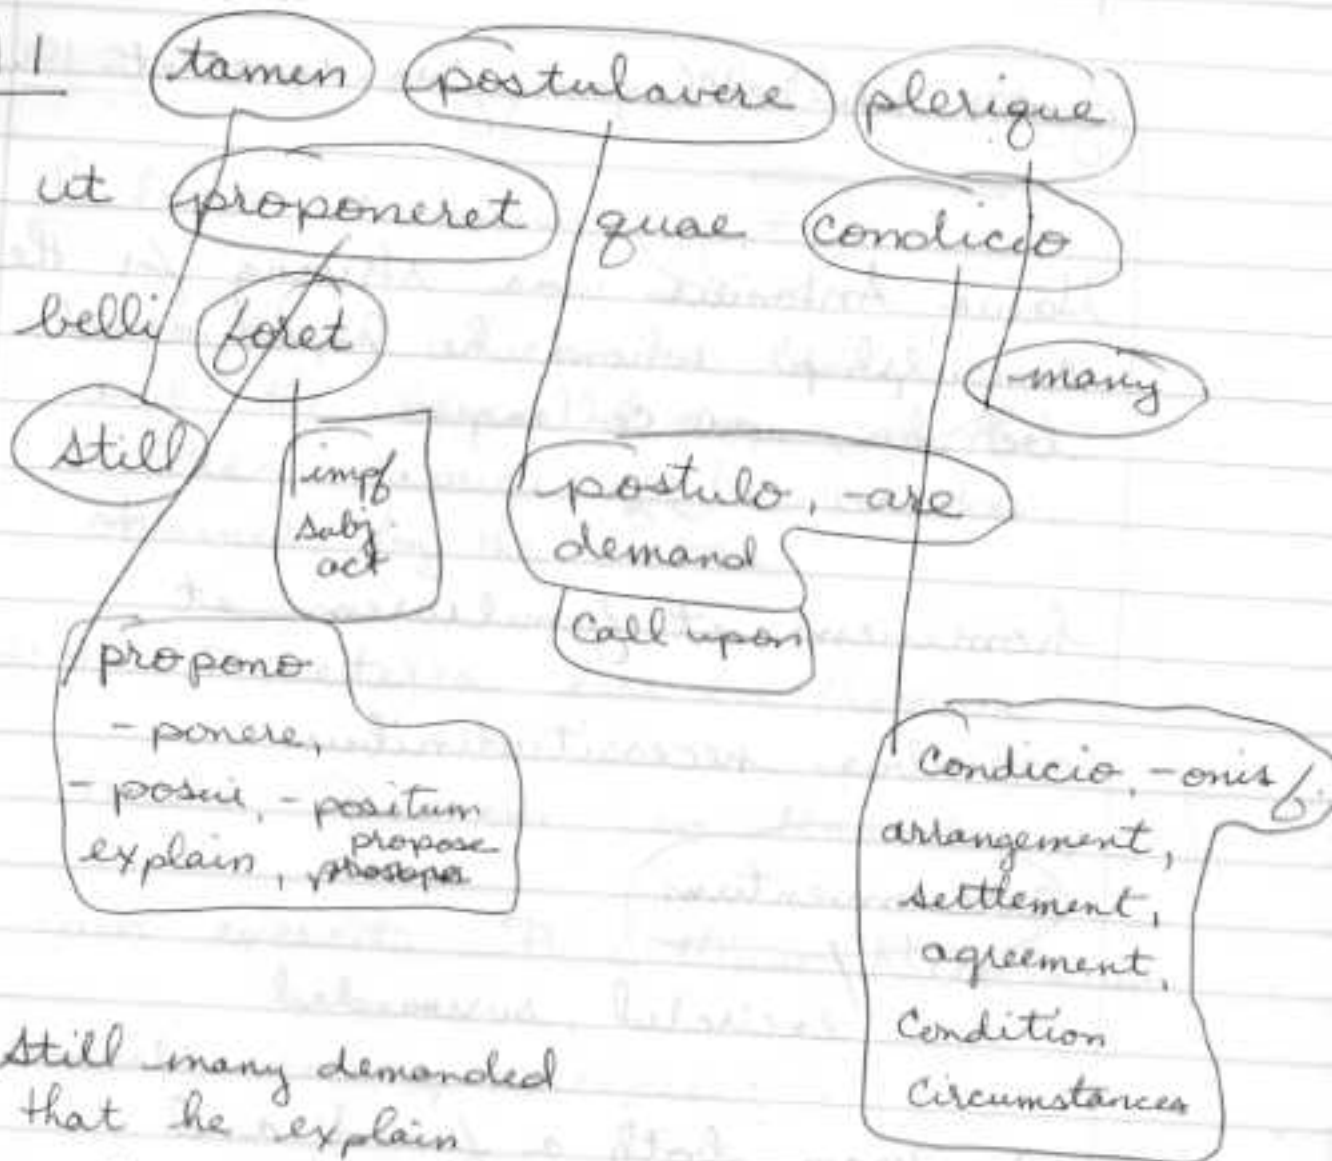 1 tamen postulavere plerique
ut proponeret quae condicio
belli foret
many
still
impf
subj.
act
postulo, -are
demand
call upon
propono
- ponere,
- posui, - positum
propose
explain,
condicio, -onis f.
arrangement,
settlement,
agreement,
condition
circumstances
still many demanded
that he explain